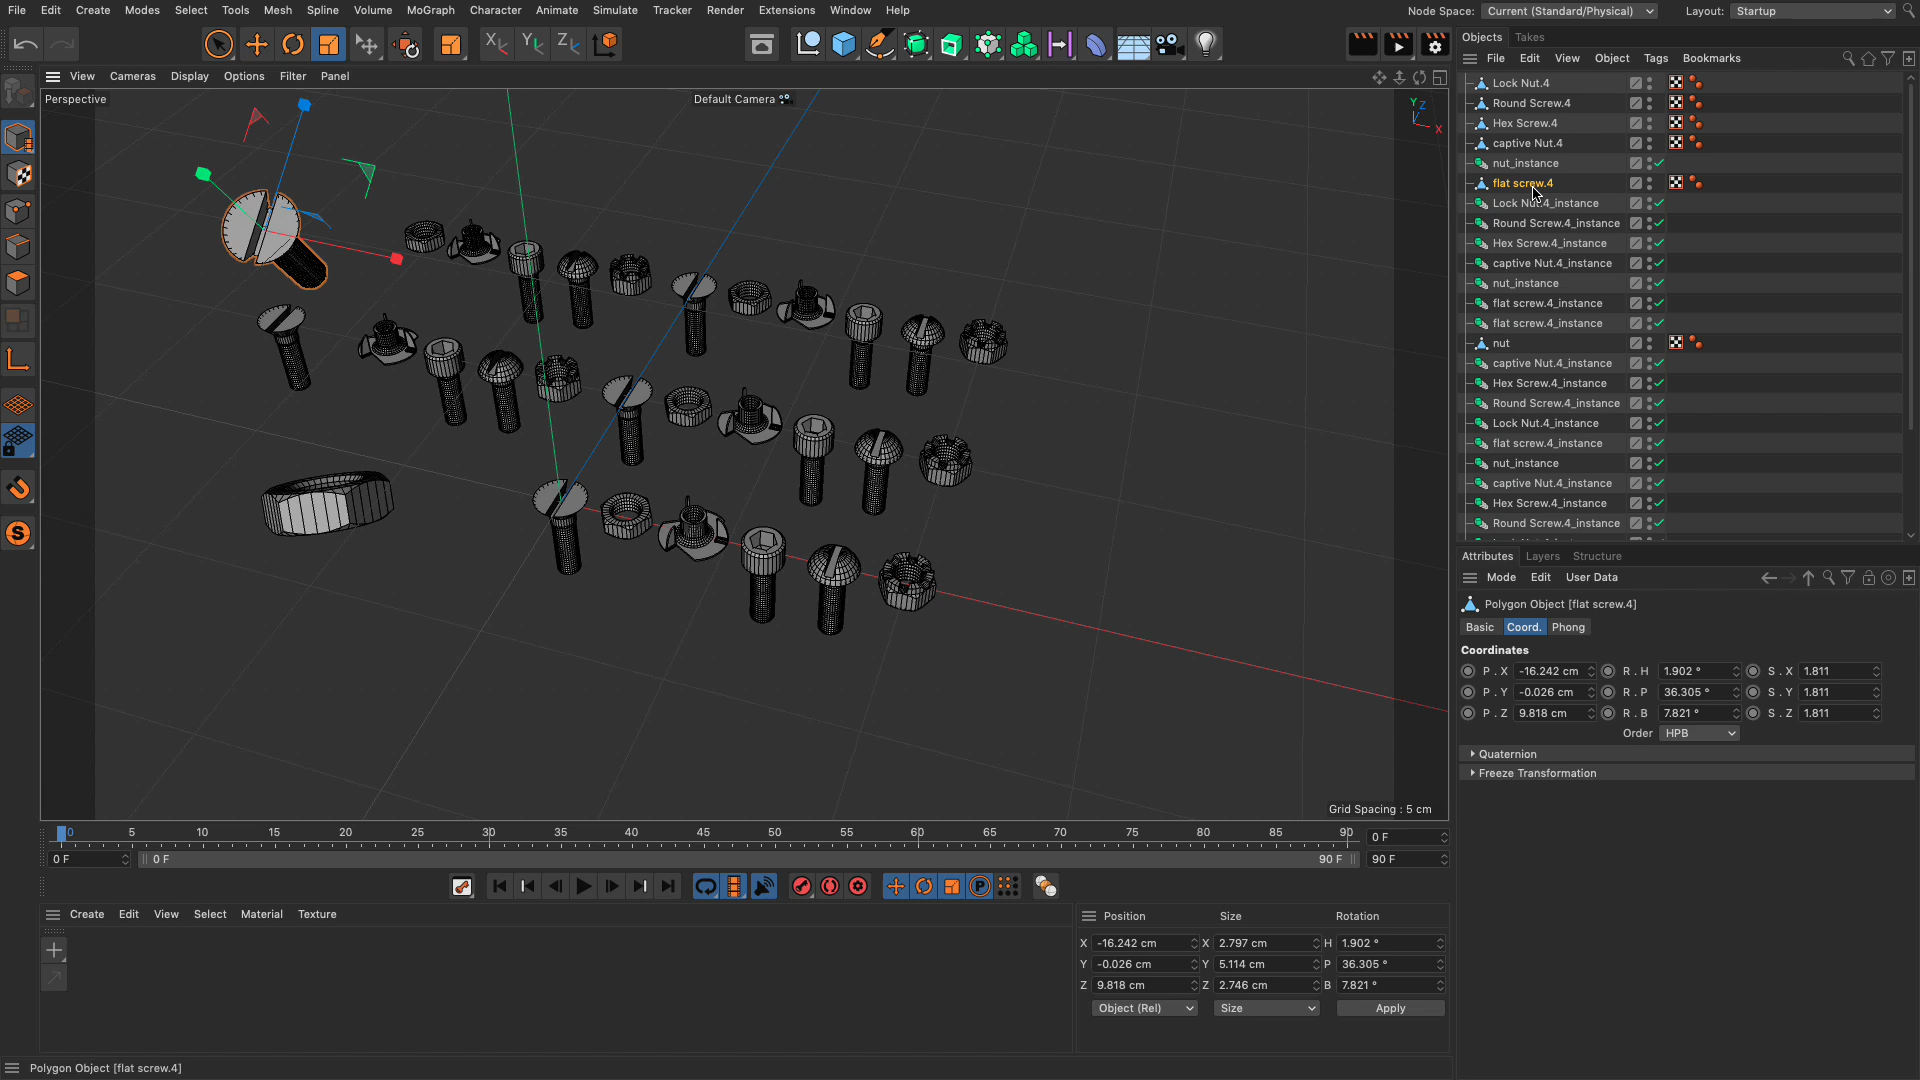 File Edit Create Modes Select Tools Mesh Spline Volume MoGraph Character Animate Simulate Tracker Render Extensions Window Help
Node Space: Current (Standard/Physical) Layout: Startup
X Y Z
Objects Takes
File Edit View Object Tags Bookmarks
View Cameras Display Options Filter Panel
Perspective
Default Camera
Y Z X
Lock Nut.4
Round Screw.4
Hex Screw.4
captive Nut.4
nut_instance
flat screw.4
Lock Nut.4_instance
Round Screw.4_instance
Hex Screw.4_instance
captive Nut.4_instance
nut_instance
flat screw.4_instance
flat screw.4_instance
nut
captive Nut.4_instance
Hex Screw.4_instance
Round Screw.4_instance
Lock Nut.4_instance
flat screw.4_instance
nut_instance
captive Nut.4_instance
Hex Screw.4_instance
Round Screw.4_instance
Attributes Layers Structure
Mode Edit User Data
Polygon Object [flat screw.4]
Basic Coord. Phong
Coordinates
P . X -16.242 cm R . H 1.902 ° S . X 1.811
P . Y -0.026 cm R . P 36.305 ° S . Y 1.811
P . Z 9.818 cm R . B 7.821 ° S . Z 1.811
Order HPB
Quaternion
Freeze Transformation
Grid Spacing : 5 cm
0 5 10 15 20 25 30 35 40 45 50 55 60 65 70 75 80 85 90
0 F
0 F 0 F 90 F 90 F
P
Create Edit View Select Material Texture
Position Size Rotation
X -16.242 cm X 2.797 cm H 1.902 °
Y -0.026 cm Y 5.114 cm P 36.305 °
Z 9.818 cm Z 2.746 cm B 7.821 °
Object (Rel) Size Apply
Polygon Object [flat screw.4]